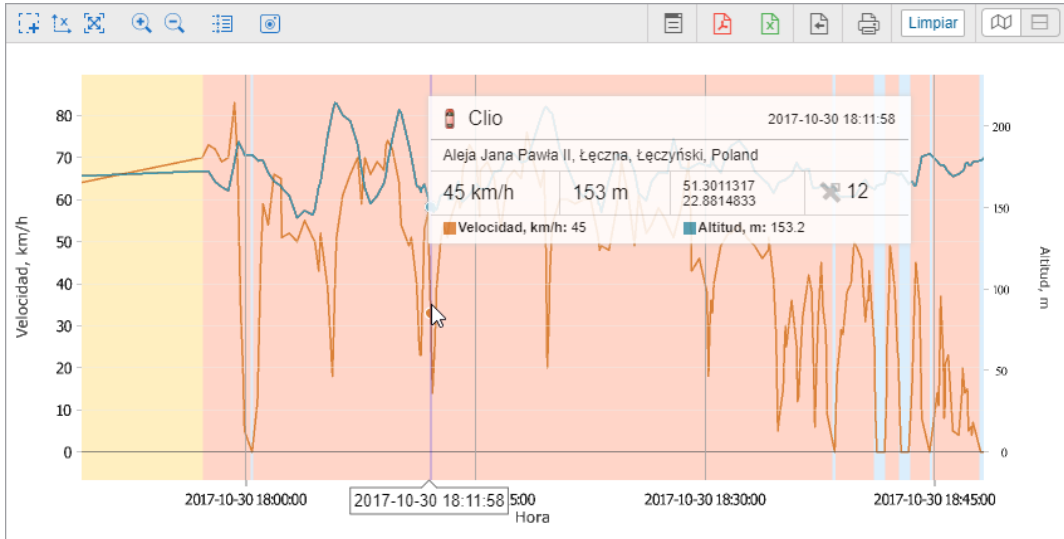 Limpiar
80
70
60
50
40
30
20
10
0
Velocidad, km/h
200
150
100
50
0
Altitud, m
Clio 2017-10-30 18:11:58
Aleja Jana Pawła II, Łęczna, Łęczyński, Poland
45 km/h 153 m 51.3011317 12
22.8814833
Velocidad, km/h: 45 Altitud, m: 153.2
2017-10-30 18:00:00 2017-10-30 18:11:58 5:00 2017-10-30 18:30:00 2017-10-30 18:45:00
Hora